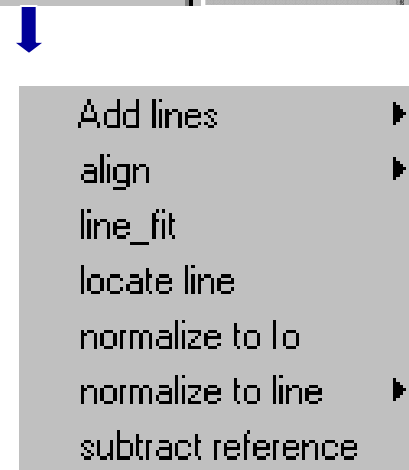 Add lines
align
line_fit
locate line
normalize to Io
normalize to line
subtract reference